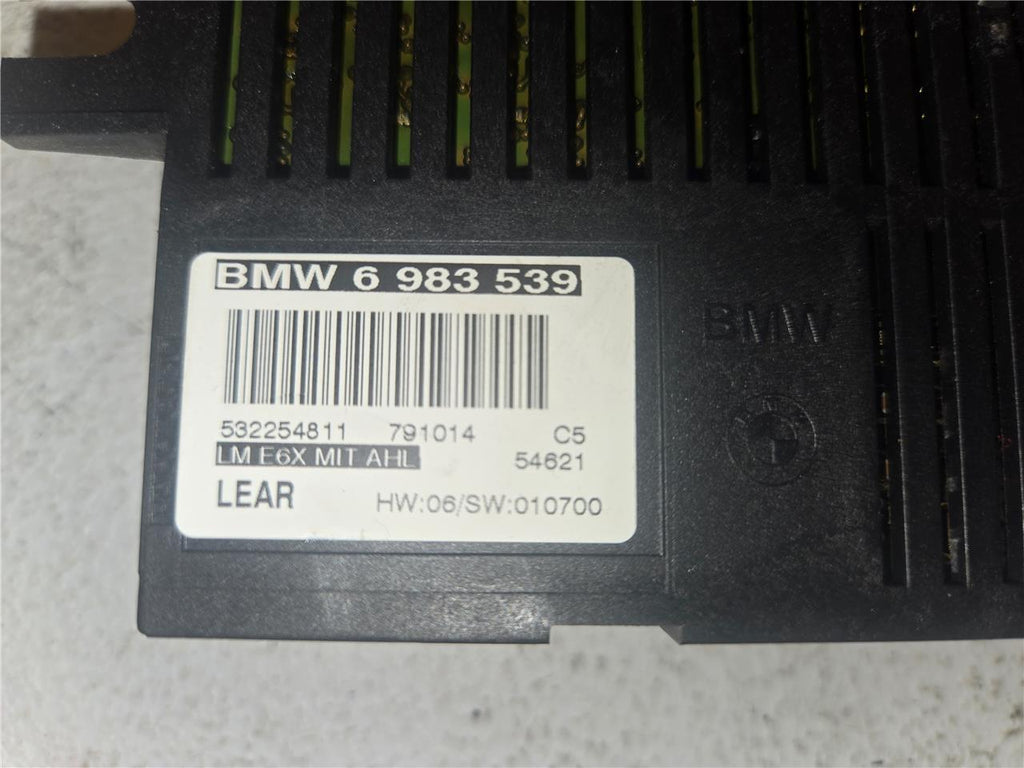 BMW 6 983 539
532254811 791014 C5
LM E6X MIT AHL 54621
LEAR HW:06/SW:010700
BMW